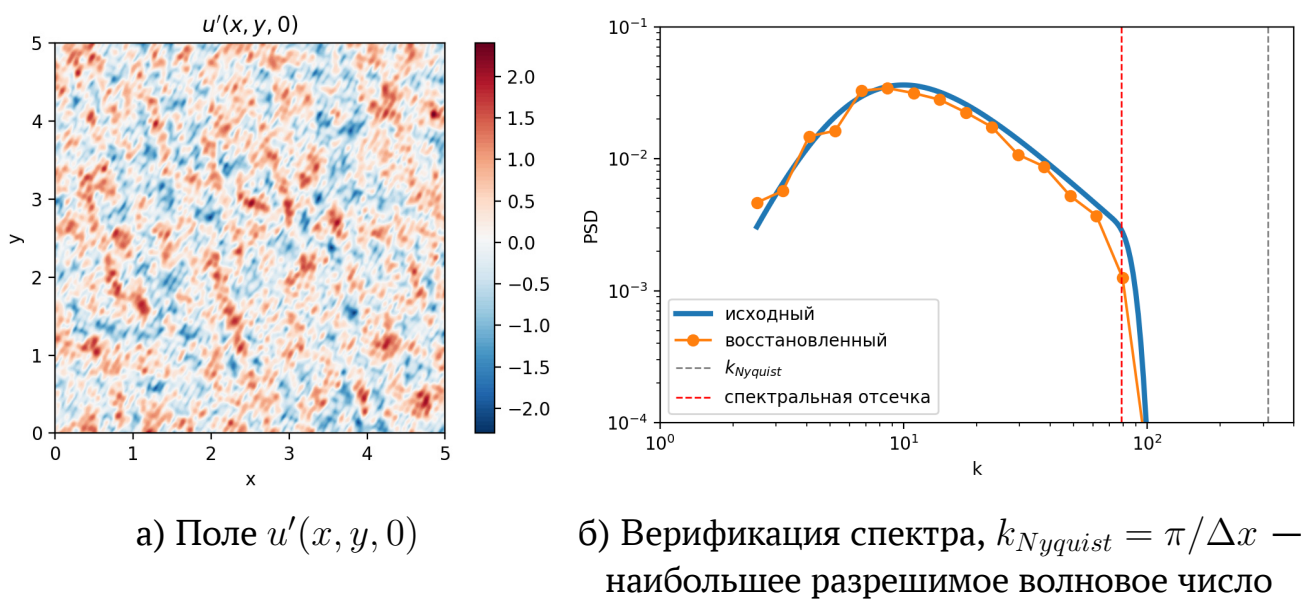 u′(x, y, 0)
5
4
3
2
1
0
y
0 1 2 3 4 5
x
2.0
1.5
1.0
0.5
0.0
−0.5
−1.0
−1.5
−2.0
10⁻¹
10⁻²
10⁻³
10⁻⁴
PSD
исходный
восстановленный
k_Nyquist
спектральная отсечка
10⁰ 10¹ 10²
k
а) Поле u′(x, y, 0)
б) Верификация спектра, k_Nyquist = π/Δx —
наибольшее разрешимое волновое число